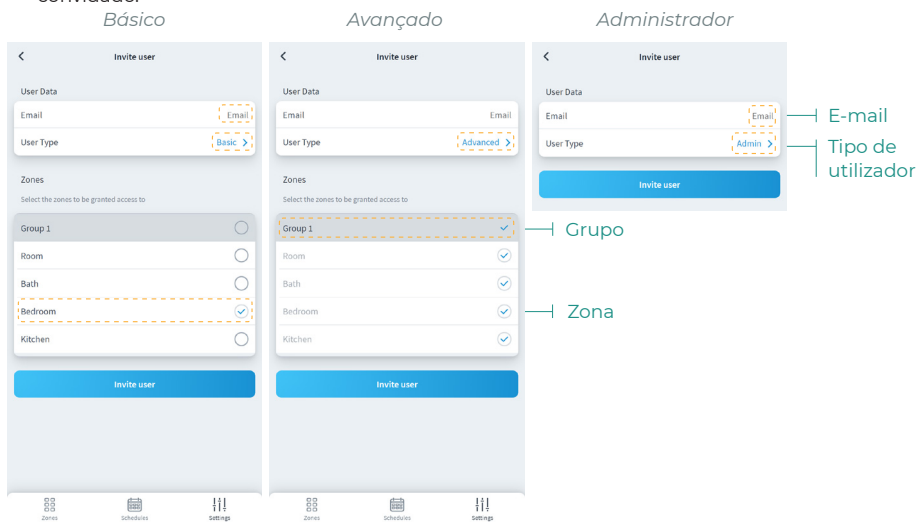 Básico
Invite user
User Data
Email Email
User Type Basic
Zones
Select the zones to be granted access to
Group 1
Room
Bath
Bedroom
Kitchen
Invite user
Zones Schedules Settings
Avançado
Invite user
User Data
Email Email
User Type Advanced
Zones
Select the zones to be granted access to
Group 1
Room
Bath
Bedroom
Kitchen
Invite user
Zones Schedules Settings
Grupo
Zona
Administrador
Invite user
User Data
Email Email
User Type Admin
Invite user
E-mail
Tipo de
utilizador